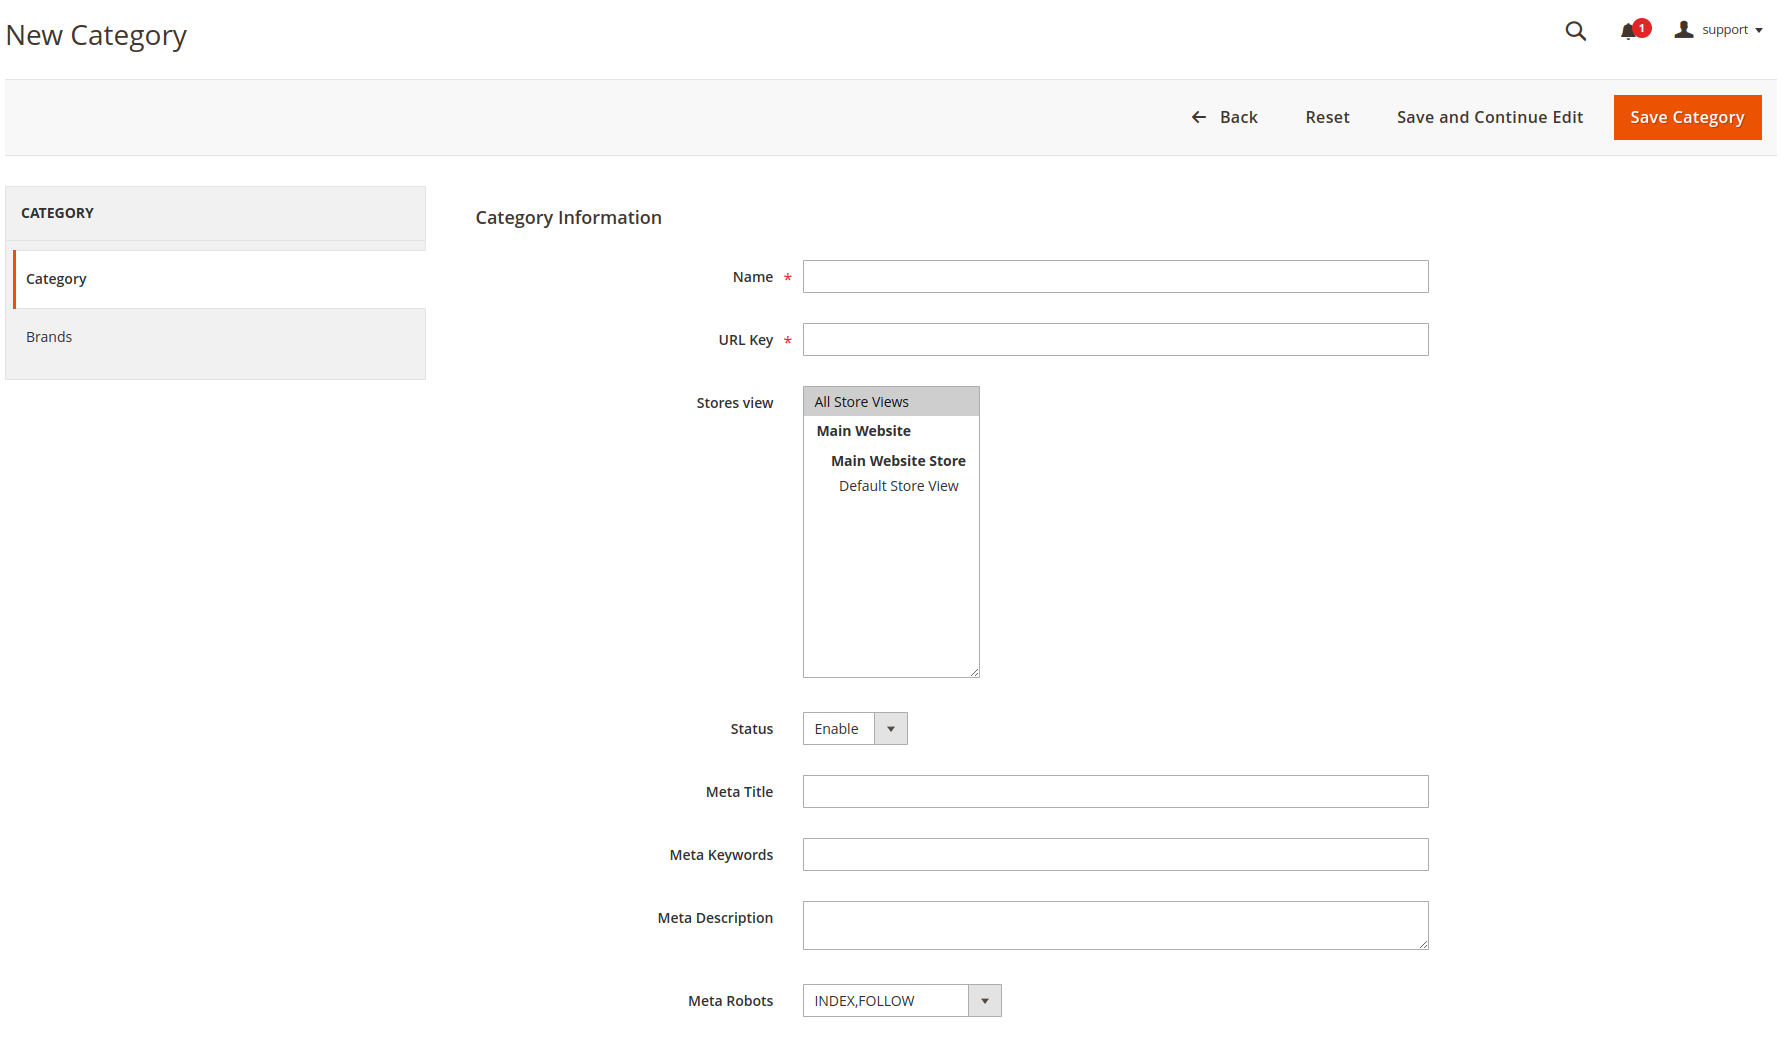 New Category
1
support
Back
Reset
Save and Continue Edit
Save Category
CATEGORY
Category
Brands
Category Information
Name *
URL Key *
Stores view
All Store Views
Main Website
Main Website Store
Default Store View
Status
Enable
Meta Title
Meta Keywords
Meta Description
Meta Robots
INDEX,FOLLOW